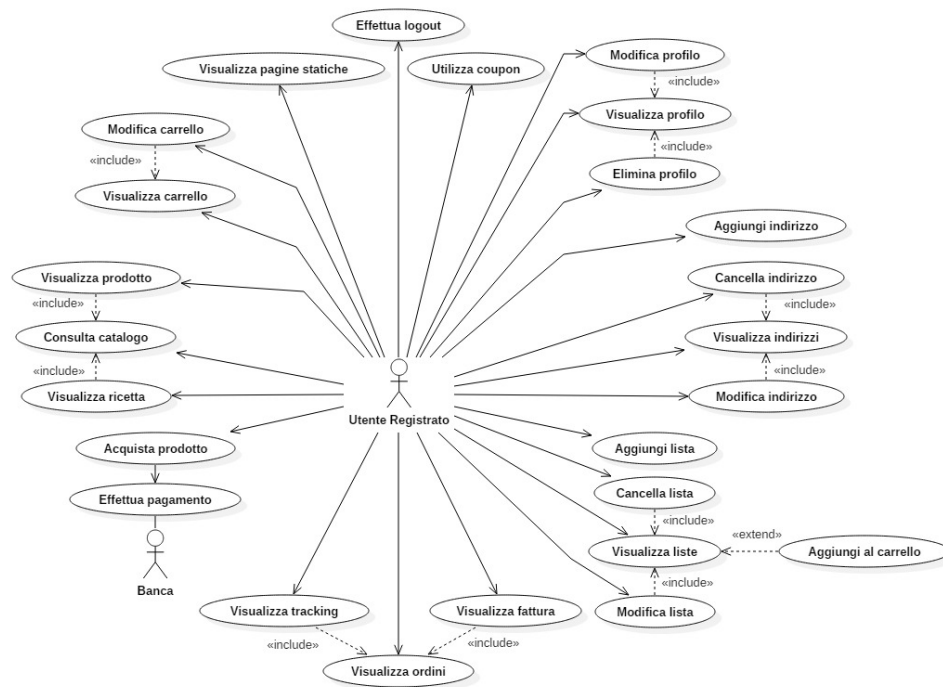 Effettua logout
Visualizza pagine statiche
Utilizza coupon
Modifica profilo
«include»
Visualizza profilo
«include»
Elimina profilo
Modifica carrello
«include»
Visualizza carrello
Aggiungi indirizzo
Visualizza prodotto
«include»
Consulta catalogo
«include»
Visualizza ricetta
Cancella indirizzo
«include»
Visualizza indirizzi
«include»
Modifica indirizzo
Utente Registrato
Acquista prodotto
Effettua pagamento
Banca
Aggiungi lista
Cancella lista
«include»
Visualizza liste
«extend»
Aggiungi al carrello
«include»
Modifica lista
Visualizza tracking
«include»
Visualizza fattura
«include»
Visualizza ordini